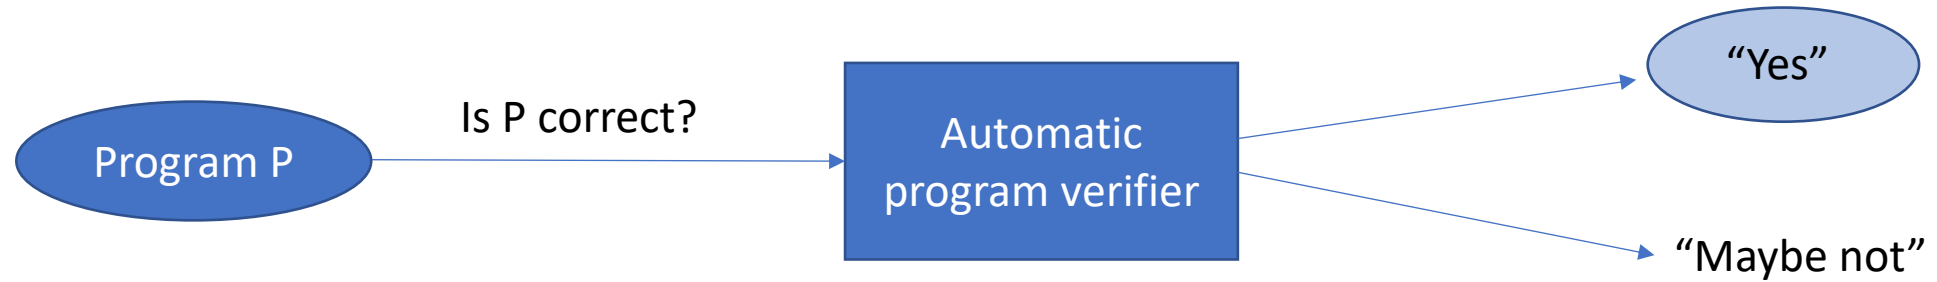 Program P
Is P correct?
Automatic
program verifier
“Yes”
“Maybe not”